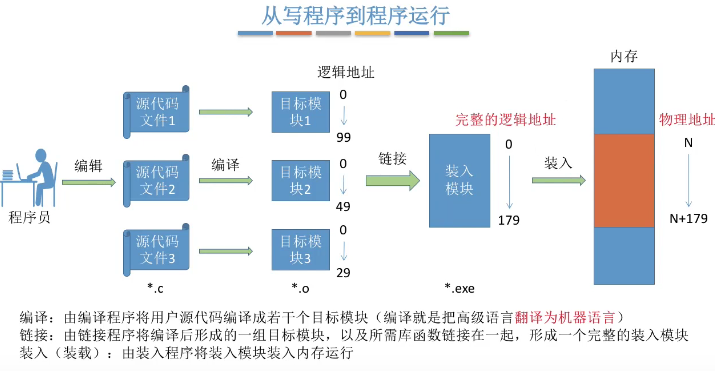 从写程序到程序运行
内存
逻辑地址
源代码
文件1
目标模
块1
0
99
完整的逻辑地址
物理地址
程序员
编辑
源代码
文件2
编译
目标模
块2
0
49
链接
装入
模块
0
179
装入
N
N+179
源代码
文件3
目标模
块3
0
29
*.c
*.o
*.exe
编译：由编译程序将用户源代码编译成若干个目标模块（编译就是把高级语言翻译为机器语言）
链接：由链接程序将编译后形成的一组目标模块，以及所需库函数链接在一起，形成一个完整的装入模块
装入（装载）：由装入程序将装入模块装入内存运行